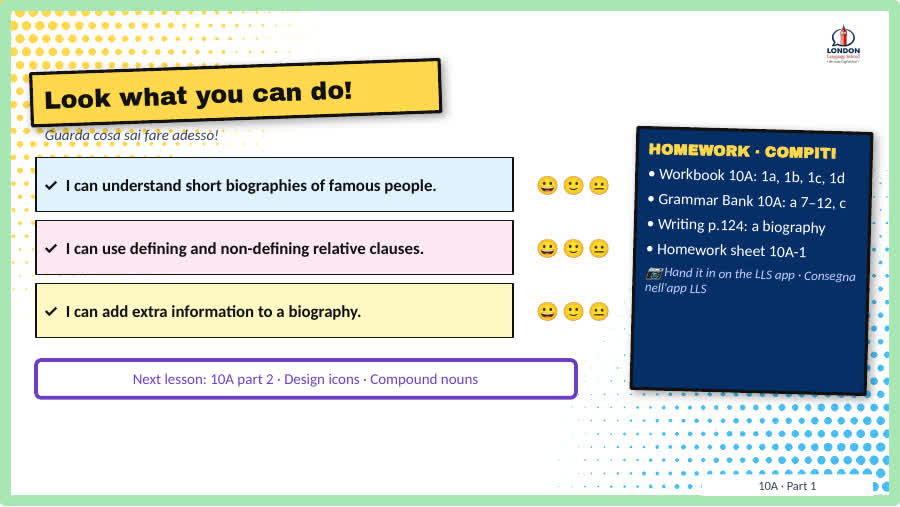 LONDON
Language School
Look what you can do!
Guarda cosa sai fare adesso!
✓ I can understand short biographies of famous people.
✓ I can use defining and non-defining relative clauses.
✓ I can add extra information to a biography.
Next lesson: 10A part 2 · Design icons · Compound nouns
HOMEWORK · COMPITI
• Workbook 10A: 1a, 1b, 1c, 1d
• Grammar Bank 10A: a 7–12, c
• Writing p.124: a biography
• Homework sheet 10A-1
Hand it in on the LLS app · Consegna
nell'app LLS
10A · Part 1